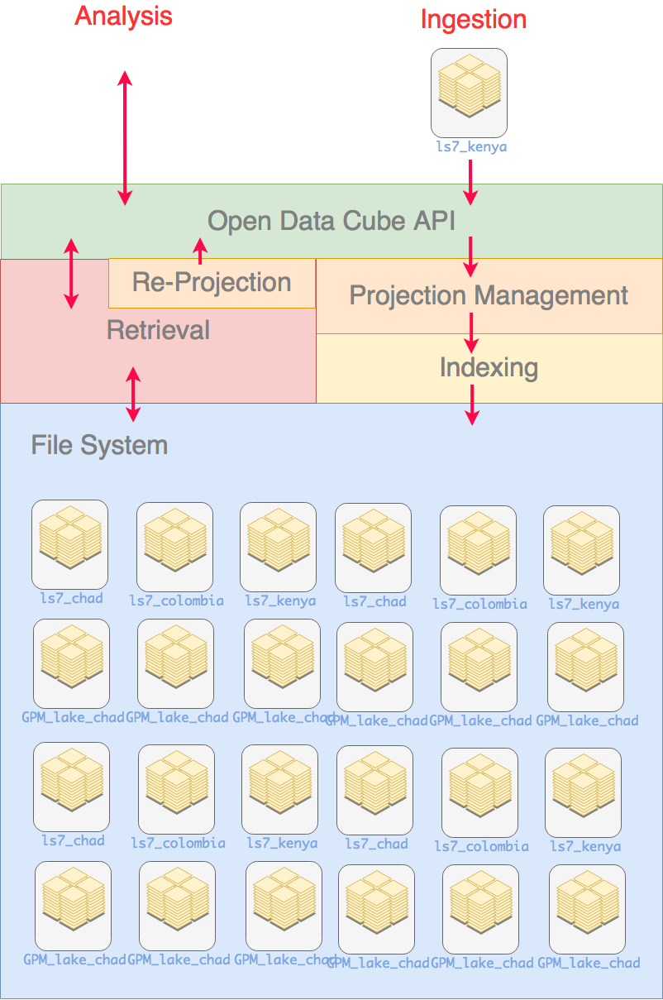 Analysis
Ingestion
ls7_kenya
Open Data Cube API
Re-Projection
Projection Management
Retrieval
Indexing
File System
ls7_chad ls7_colombia ls7_kenya ls7_chad ls7_colombia ls7_kenya
GPM_lake_chad GPM_lake_chad GPM_lake_chad GPM_lake_chad GPM_lake_chad GPM_lake_chad
ls7_chad ls7_colombia ls7_kenya ls7_chad ls7_colombia ls7_kenya
GPM_lake_chad GPM_lake_chad GPM_lake_chad GPM_lake_chad GPM_lake_chad GPM_lake_chad